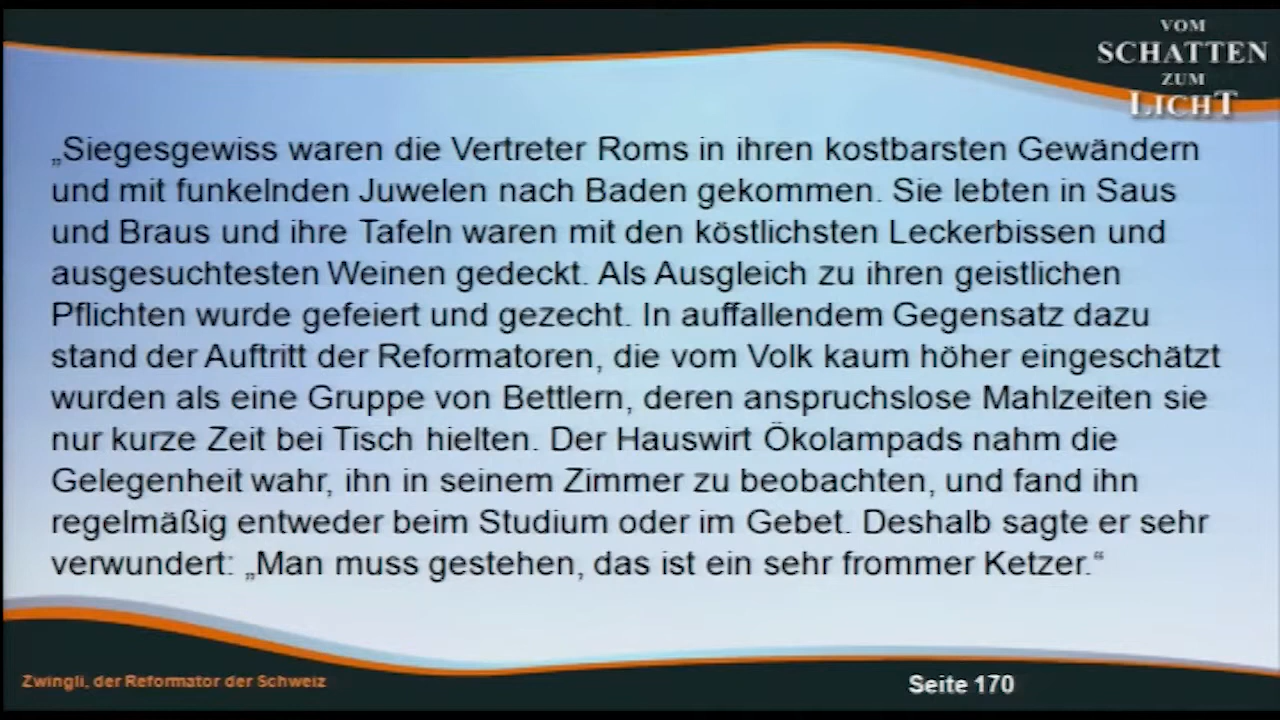 VOM
SCHATTEN
ZUM
LICHT
„Siegesgewiss waren die Vertreter Roms in ihren kostbarsten Gewändern
und mit funkelnden Juwelen nach Baden gekommen. Sie lebten in Saus
und Braus und ihre Tafeln waren mit den köstlichsten Leckerbissen und
ausgesuchtesten Weinen gedeckt. Als Ausgleich zu ihren geistlichen
Pflichten wurde gefeiert und gezecht. In auffallendem Gegensatz dazu
stand der Auftritt der Reformatoren, die vom Volk kaum höher eingeschätzt
wurden als eine Gruppe von Bettlern, deren anspruchslose Mahlzeiten sie
nur kurze Zeit bei Tisch hielten. Der Hauswirt Ökolampads nahm die
Gelegenheit wahr, ihn in seinem Zimmer zu beobachten, und fand ihn
regelmäßig entweder beim Studium oder im Gebet. Deshalb sagte er sehr
verwundert: „Man muss gestehen, das ist ein sehr frommer Ketzer.“
Zwingli, der Reformator der Schweiz
Seite 170